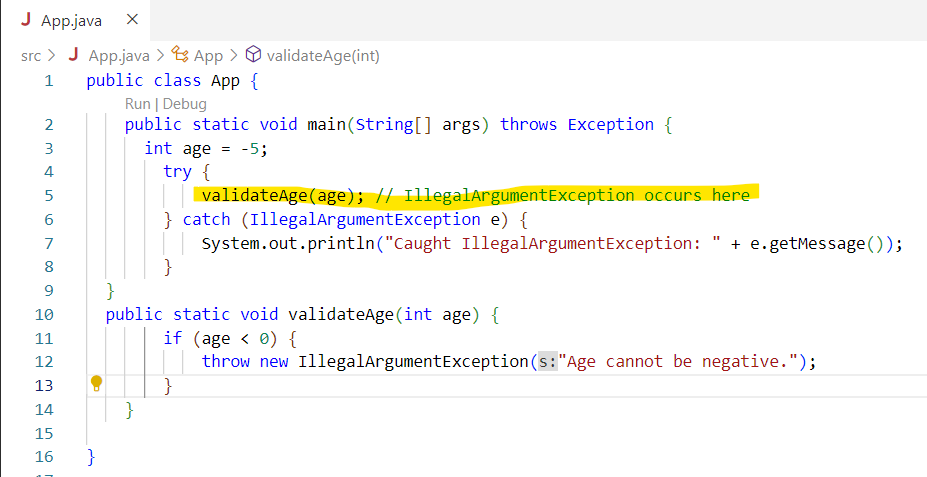 J App.java ×
src > J App.java > App > validateAge(int)
1 public class App {
Run | Debug
2 public static void main(String[] args) throws Exception {
3 int age = -5;
4 try {
5 validateAge(age); // IllegalArgumentException occurs here
6 } catch (IllegalArgumentException e) {
7 System.out.println("Caught IllegalArgumentException: " + e.getMessage());
8 }
9 }
10 public static void validateAge(int age) {
11 if (age < 0) {
12 throw new IllegalArgumentException(s:"Age cannot be negative.");
13 }
14 }
15
16 }